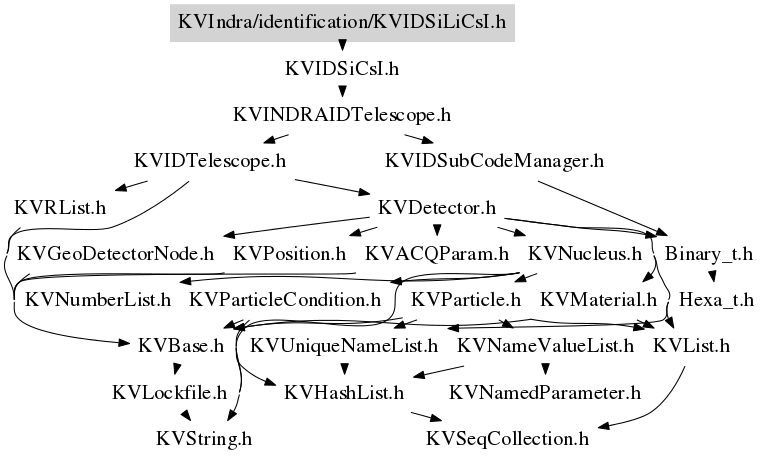 KVIndra/identification/KVIDSiLiCsI.h
KVIDSiCsI.h
KVINDRAIDTelescope.h
KVIDTelescope.h
KVIDSubCodeManager.h
KVRList.h
KVDetector.h
KVGeoDetectorNode.h
KVPosition.h
KVACQParam.h
KVNucleus.h
Binary_t.h
KVNumberList.h
KVParticleCondition.h
KVParticle.h
KVMaterial.h
Hexa_t.h
KVBase.h
KVUniqueNameList.h
KVNameValueList.h
KVList.h
KVLockfile.h
KVHashList.h
KVNamedParameter.h
KVString.h
KVSeqCollection.h